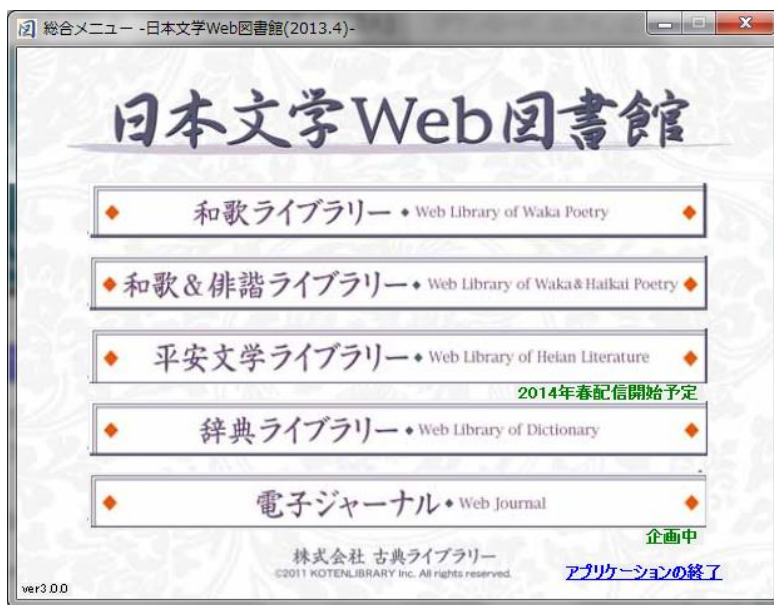 総合メニュー -日本文学Web図書館(2013.4)-
日本文学Web図書館
和歌ライブラリー◆Web Library of Waka Poetry
和歌&俳諧ライブラリー◆Web Library of Waka&Haikai Poetry
平安文学ライブラリー◆Web Library of Heian Literature
2014年春配信開始予定
辞典ライブラリー◆Web Library of Dictionary
電子ジャーナル◆Web Journal
企画中
株式会社 古典ライブラリー
©2011 KOTENLIBRARY Inc. All rights reserved.
アプリケーションの終了
ver3.0.0